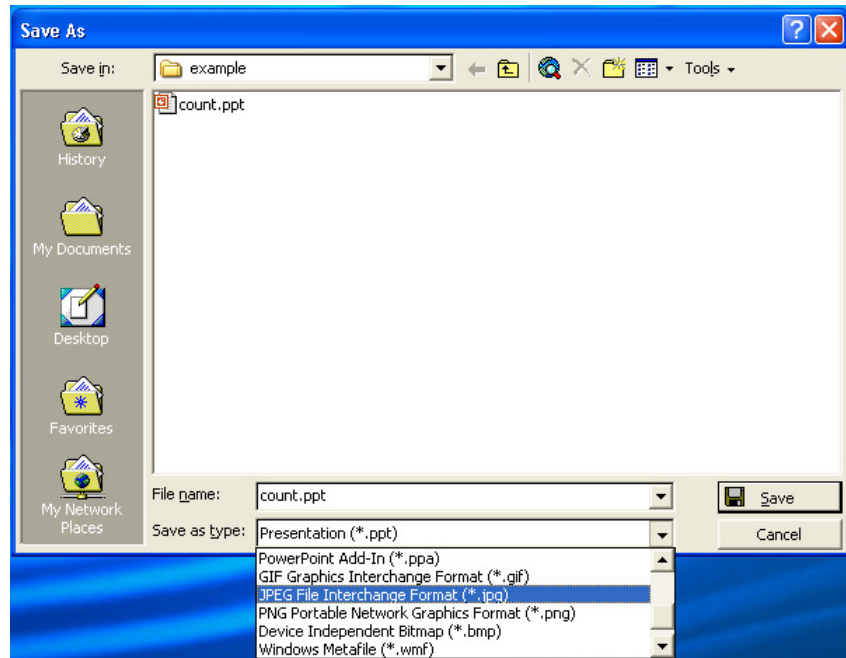 Save As
Save in:
example
Tools
count.ppt
History
My Documents
Desktop
Favorites
My Network
Places
File name:
count.ppt
Save
Save as type:
Presentation (*.ppt)
Cancel
PowerPoint Add-In (*.ppa)
GIF Graphics Interchange Format (*.gif)
JPEG File Interchange Format (*.jpg)
PNG Portable Network Graphics Format (*.png)
Device Independent Bitmap (*.bmp)
Windows Metafile (*.wmf)